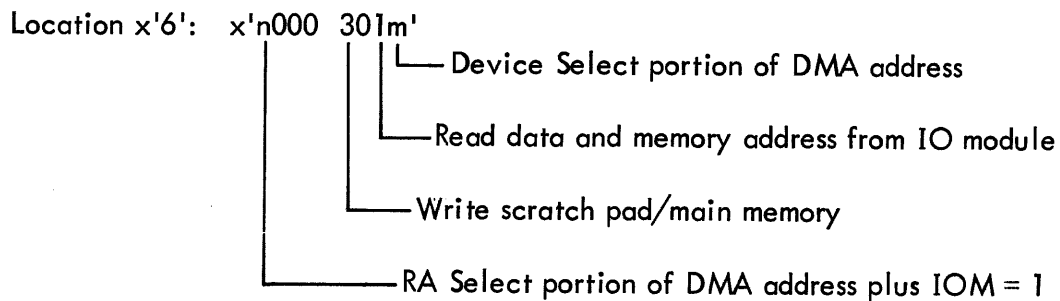 Location x'6': x'n000 301m'
Device Select portion of DMA address
Read data and memory address from IO module
Write scratch pad/main memory
RA Select portion of DMA address plus IOM = 1